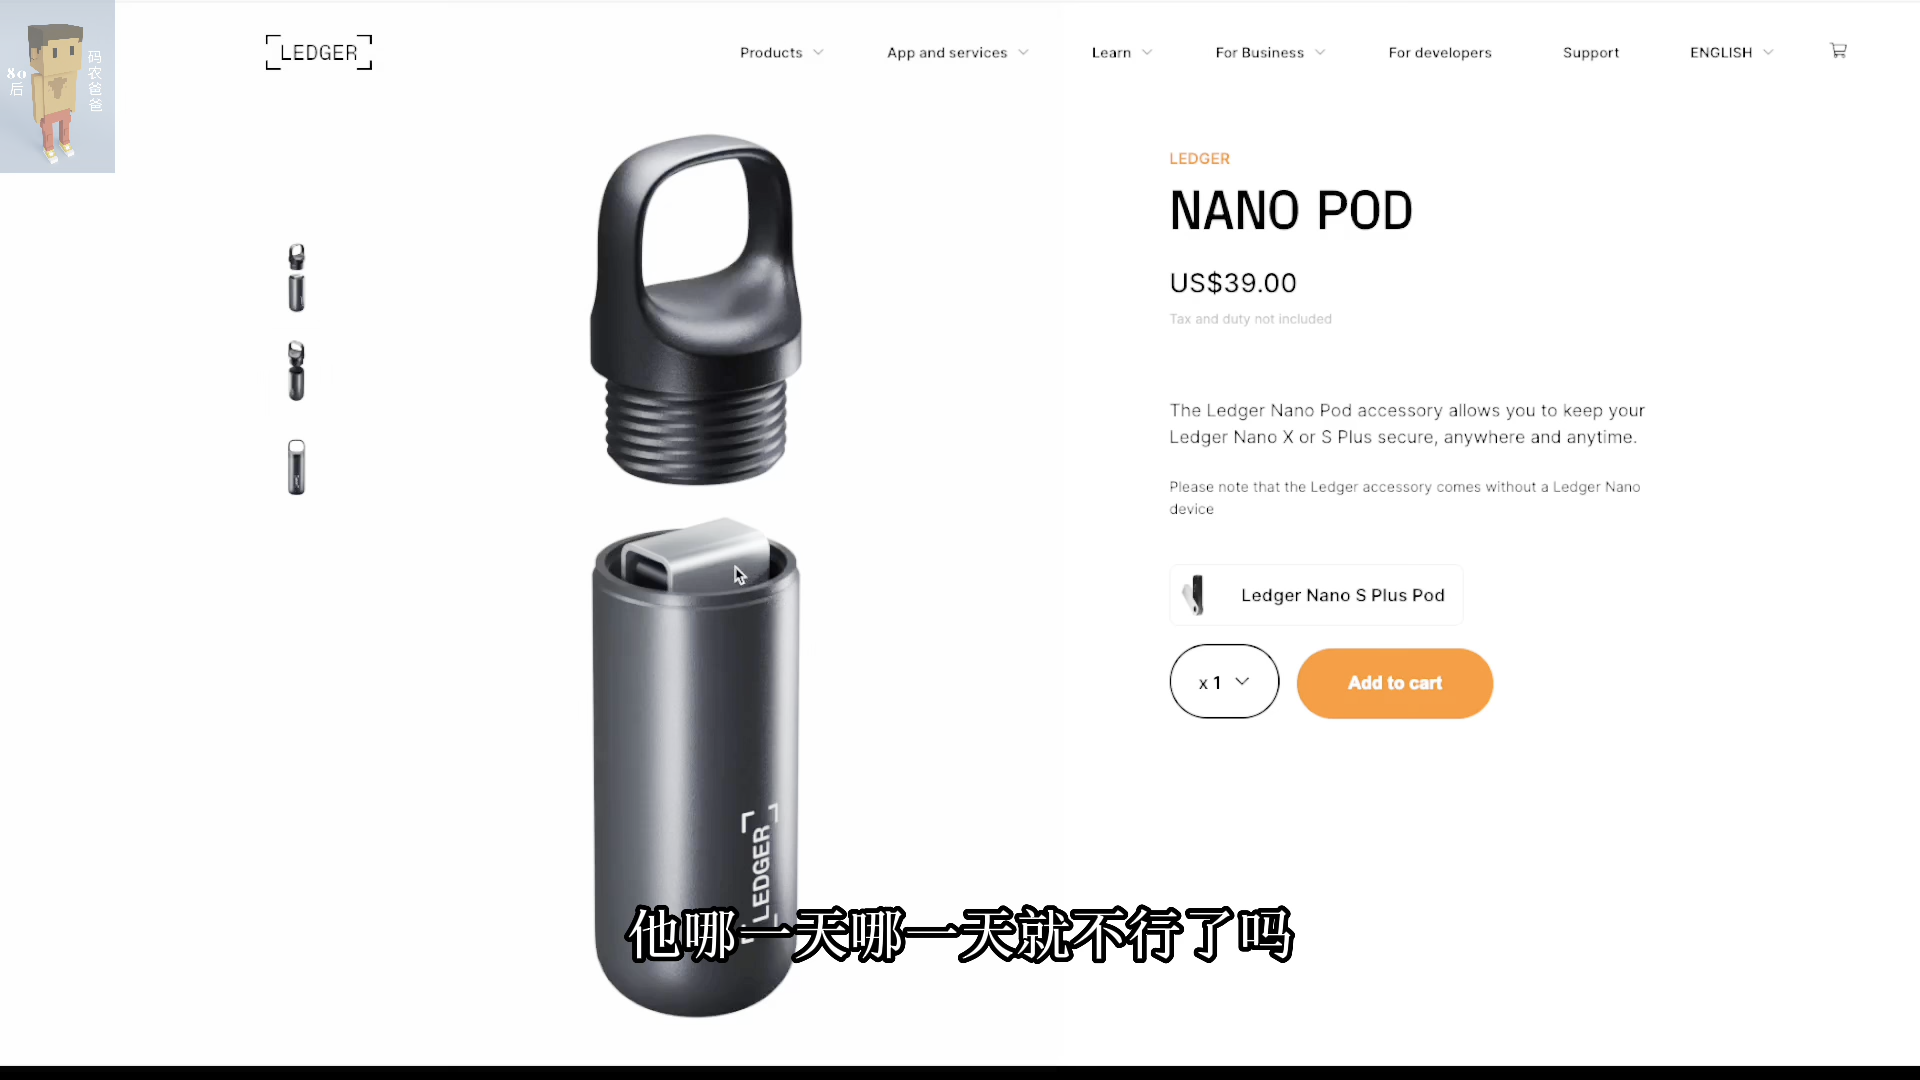 80
后
码农爸爸
LEDGER
Products
App and services
Learn
For Business
For developers
Support
ENGLISH
LEDGER
NANO POD
US$39.00
Tax and duty not included
The Ledger Nano Pod accessory allows you to keep your
Ledger Nano X or S Plus secure, anywhere and anytime.
Please note that the Ledger accessory comes without a Ledger Nano
device
Ledger Nano S Plus Pod
x 1
Add to cart
LEDGER
他哪一天哪一天就不行了吗